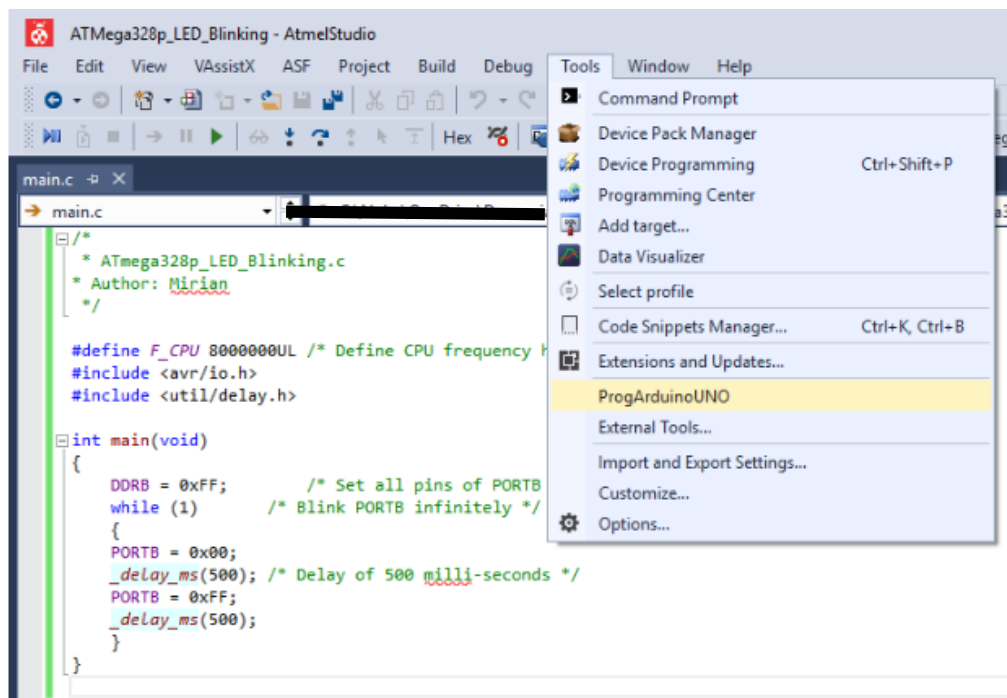 ATMega328p_LED_Blinking - AtmelStudio
File Edit View VAssistX ASF Project Build Debug Tools Window Help
Hex
main.c
main.c
Command Prompt
Device Pack Manager
Device Programming Ctrl+Shift+P
Programming Center
Add target...
Data Visualizer
Select profile
Code Snippets Manager... Ctrl+K, Ctrl+B
Extensions and Updates...
ProgArduinoUNO
External Tools...
Import and Export Settings...
Customize...
Options...
/*
* ATmega328p_LED_Blinking.c
* Author: Mirian
*/
#define F_CPU 8000000UL /* Define CPU frequency
#include <avr/io.h>
#include <util/delay.h>
int main(void)
{
DDRB = 0xFF; /* Set all pins of PORTB
while (1) /* Blink PORTB infinitely */
{
PORTB = 0x00;
_delay_ms(500); /* Delay of 500 milli-seconds */
PORTB = 0xFF;
_delay_ms(500);
}
}